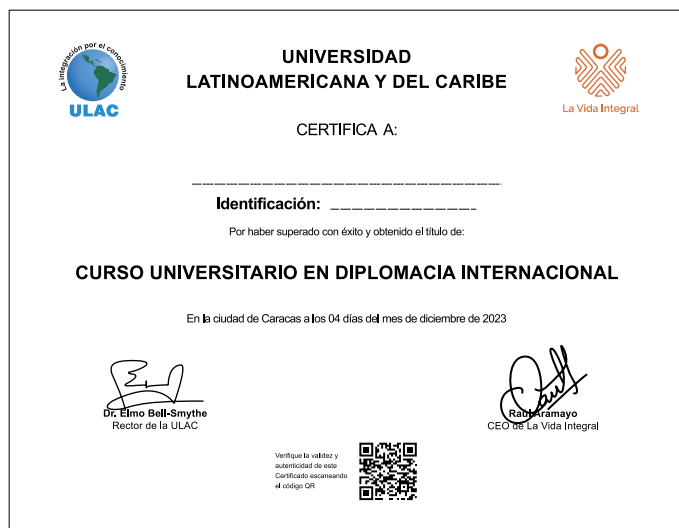 La integración por el conocimiento
ULAC
UNIVERSIDAD
LATINOAMERICANA Y DEL CARIBE
La Vida Integral
CERTIFICA A:
Identificación:
Por haber superado con éxito y obtenido el título de:
CURSO UNIVERSITARIO EN DIPLOMACIA INTERNACIONAL
En la ciudad de Caracas a los 04 días del mes de diciembre de 2023
Dr. Elmo Bell-Smythe
Rector de la ULAC
Raúl Aramayo
CEO de La Vida Integral
Verifique la validez y
autenticidad de este
Certificado escaneando
el código QR